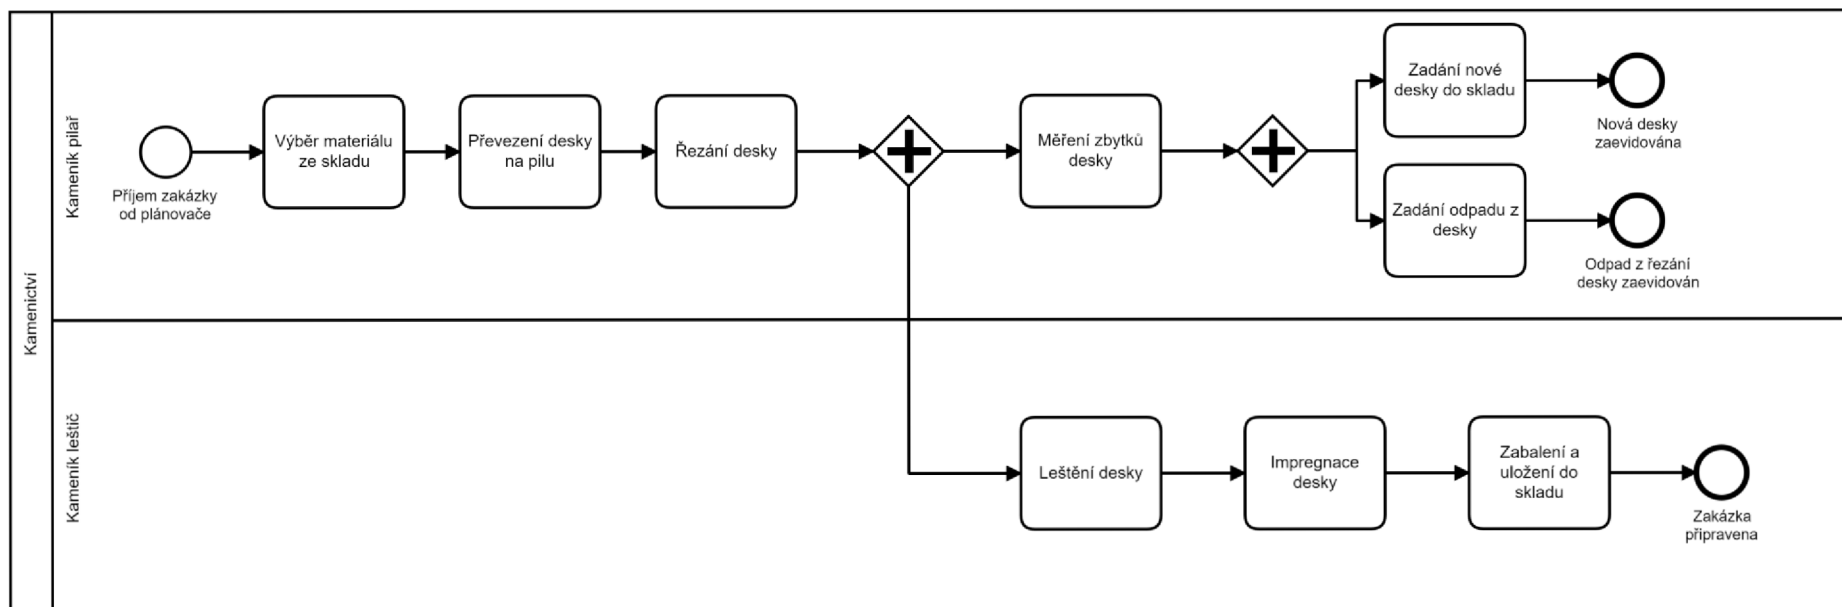 Kamenictví
Kameník pilař
Příjem zakázky
od plánovače
Výběr materiálu
ze skladu
Převezení desky
na pilu
Řezání desky
Měření zbytků
desky
Zadání nové
desky do skladu
Nová desky
zaevidována
Zadání odpadu z
desky
Odpad z řezání
desky zaevidován
Kameník leštič
Leštění desky
Impregnace
desky
Zabalení a
uložení do
skladu
Zakázka
připravena